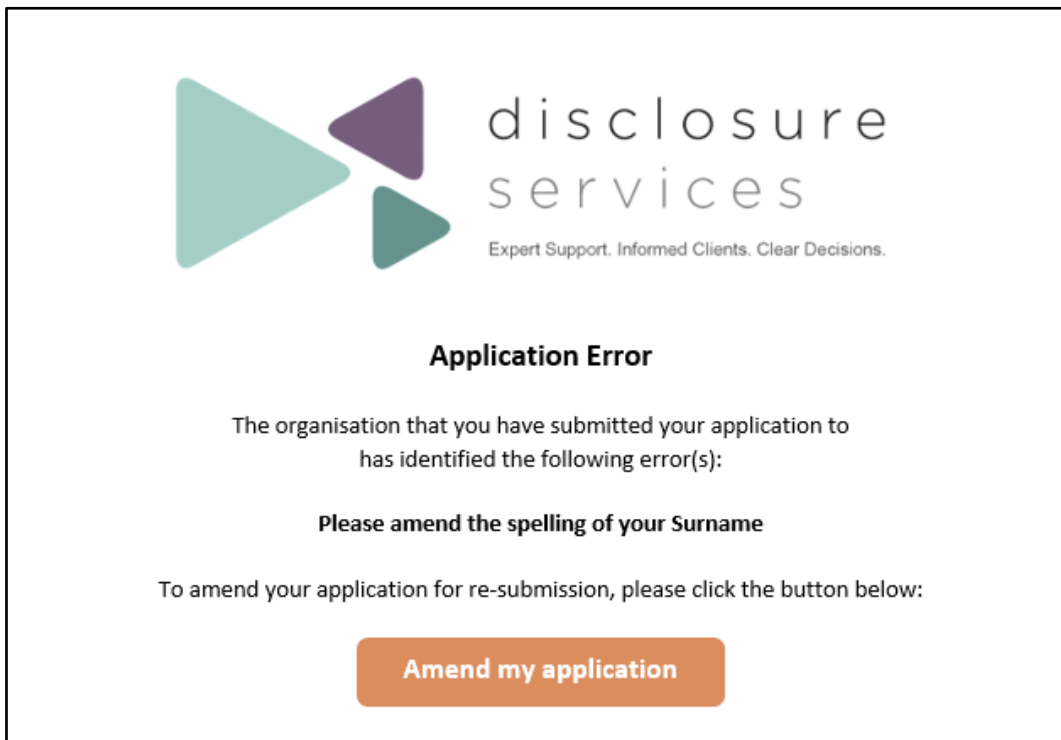 disclosure
services
Expert Support. Informed Clients. Clear Decisions.
Application Error
The organisation that you have submitted your application to
has identified the following error(s):
Please amend the spelling of your Surname
To amend your application for re-submission, please click the button below:
Amend my application